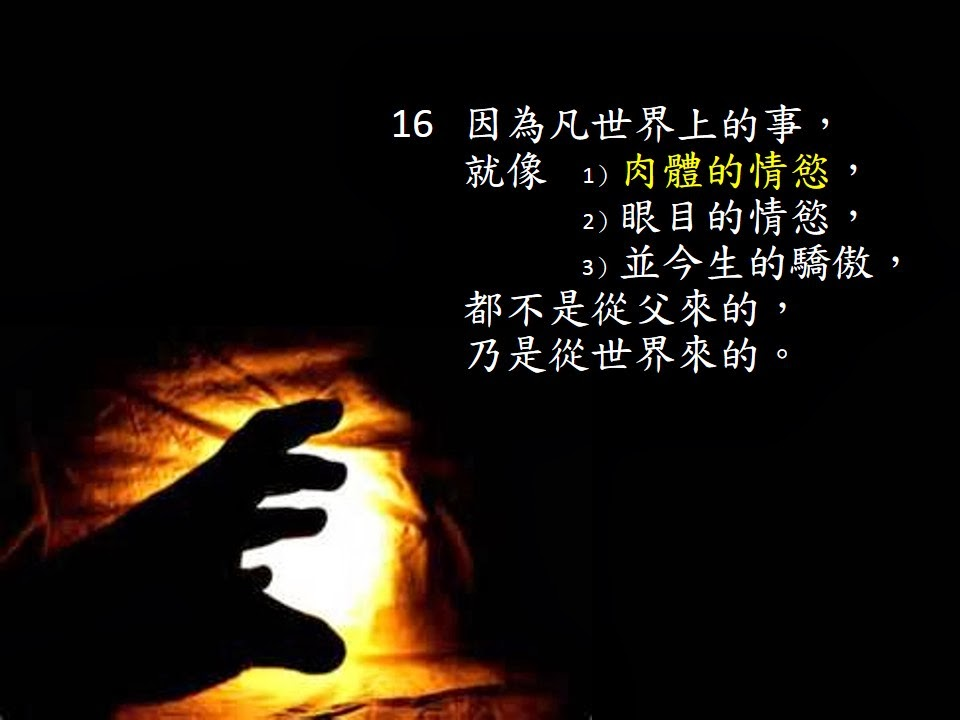 16 因為凡世界上的事，
就像 1）肉體的情慾，
2）眼目的情慾，
3）並今生的驕傲，
都不是從父來的，
乃是從世界來的。